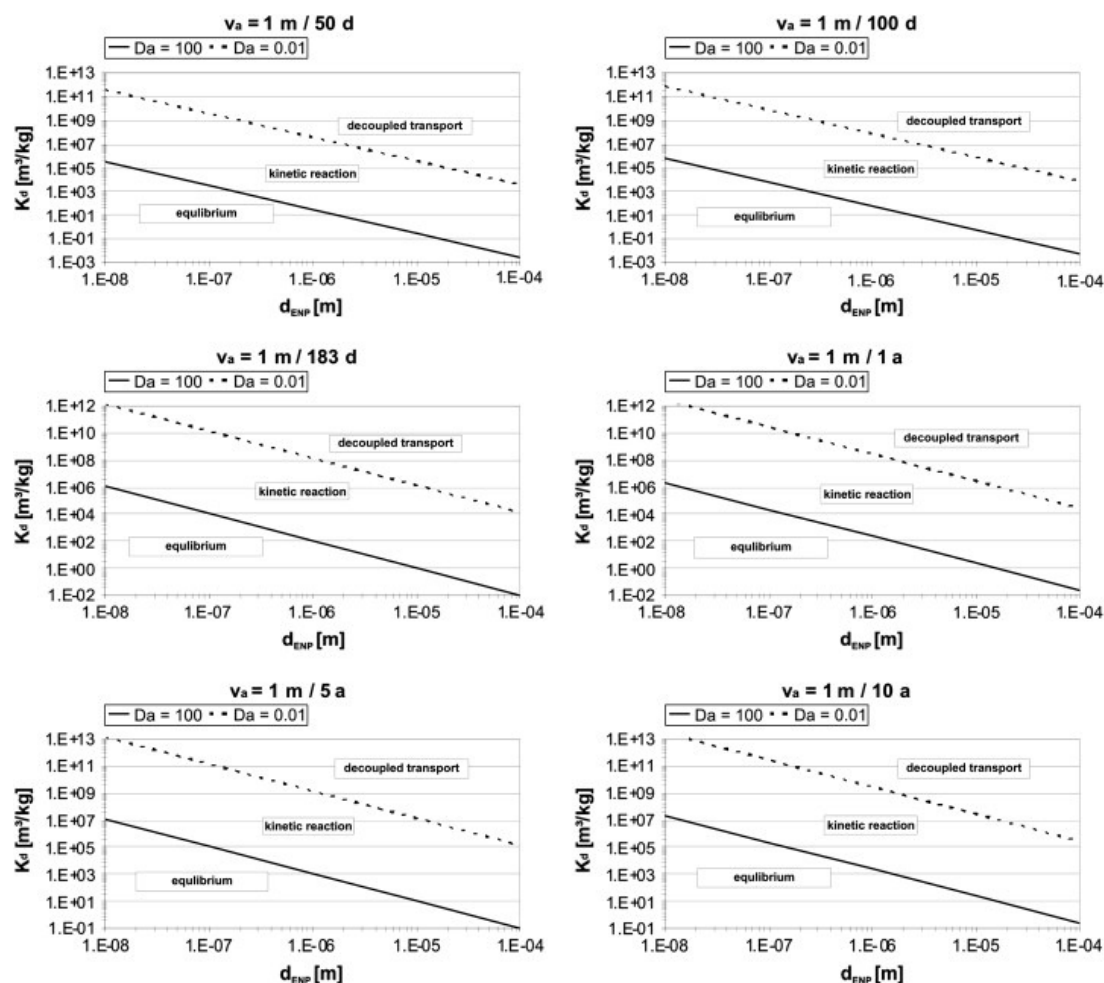 vₐ = 1 m / 50 d
Da = 100 Da = 0.01
K_d [m³/kg]
1.E+13
1.E+11
1.E+09
1.E+07
1.E+05
1.E+03
1.E+01
1.E-01
1.E-03
decoupled transport
kinetic reaction
equlibrium
1.E-08 1.E-07 1.E-06 1.E-05 1.E-04
d_ENP [m]
vₐ = 1 m / 100 d
Da = 100 Da = 0.01
K_d [m³/kg]
1.E+13
1.E+11
1.E+09
1.E+07
1.E+05
1.E+03
1.E+01
1.E-01
1.E-03
decoupled transport
kinetic reaction
equlibrium
1.E-08 1.E-07 1.E-06 1.E-05 1.E-04
d_ENP [m]
vₐ = 1 m / 183 d
Da = 100 Da = 0.01
K_d [m³/kg]
1.E+12
1.E+10
1.E+08
1.E+06
1.E+04
1.E+02
1.E+00
1.E-02
decoupled transport
kinetic reaction
equlibrium
1.E-08 1.E-07 1.E-06 1.E-05 1.E-04
d_ENP [m]
vₐ = 1 m / 1 a
Da = 100 Da = 0.01
K_d [m³/kg]
1.E+12
1.E+10
1.E+08
1.E+06
1.E+04
1.E+02
1.E+00
1.E-02
decoupled transport
kinetic reaction
equlibrium
1.E-08 1.E-07 1.E-06 1.E-05 1.E-04
d_ENP [m]
vₐ = 1 m / 5 a
Da = 100 Da = 0.01
K_d [m³/kg]
1.E+13
1.E+11
1.E+09
1.E+07
1.E+05
1.E+03
1.E+01
1.E-01
decoupled transport
kinetic reaction
equlibrium
1.E-08 1.E-07 1.E-06 1.E-05 1.E-04
d_ENP [m]
vₐ = 1 m / 10 a
Da = 100 Da = 0.01
K_d [m³/kg]
1.E+13
1.E+11
1.E+09
1.E+07
1.E+05
1.E+03
1.E+01
1.E-01
decoupled transport
kinetic reaction
equlibrium
1.E-08 1.E-07 1.E-06 1.E-05 1.E-04
d_ENP [m]